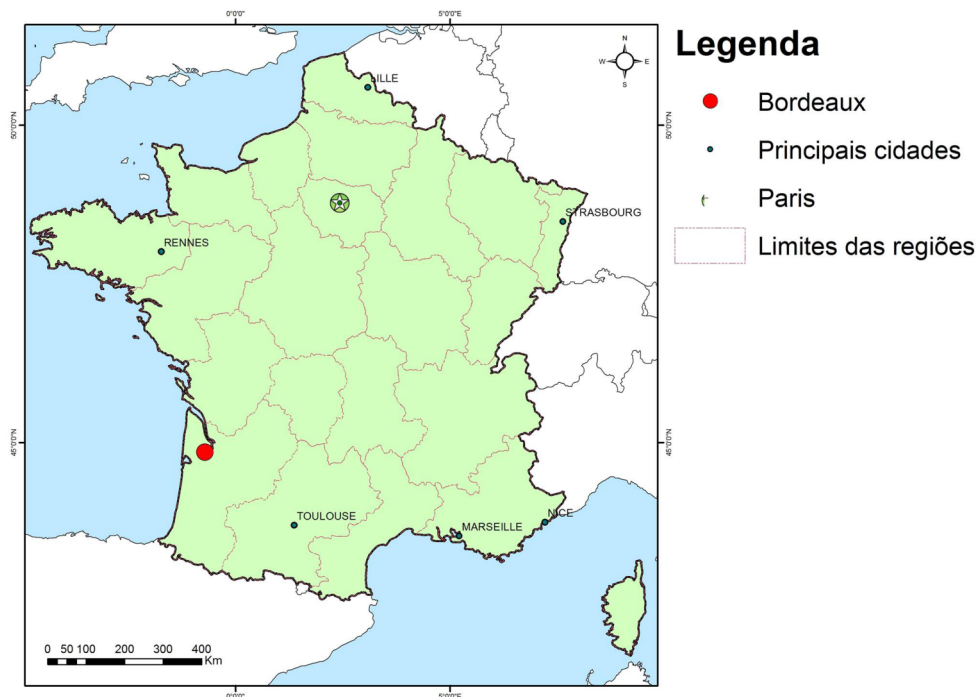 0°0'0" 5°0'0"E
N
W E
S
LILLE
50°0'0"N 50°0'0"N
STRASBOURG
RENNES
45°0'0"N 45°0'0"N
TOULOUSE
MARSEILLE
NICE
0 50 100 200 300 400
Km
0°0'0" 5°0'0"E
Legenda
Bordeaux
Principais cidades
Paris
Limites das regiões